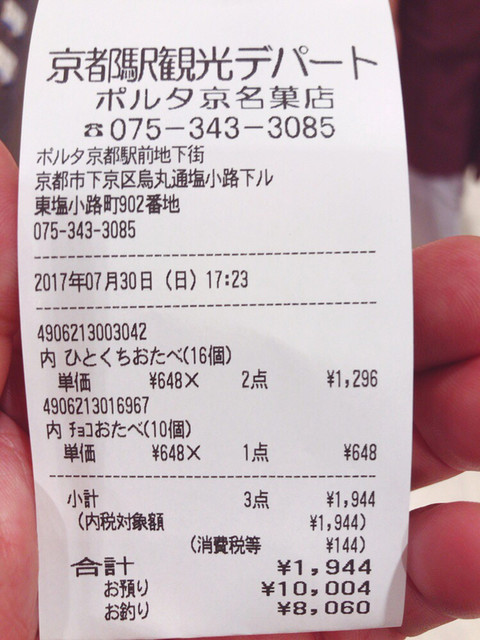 京都駅観光デパート
ポルタ京名菓店
☎075-343-3085
ポルタ京都駅前地下街
京都市下京区烏丸通塩小路下ル
東塩小路町902番地
075-343-3085
2017年07月30日（日）17:23
4906213003042
内 ひとくちおたべ(16個)
単価 ¥648× 2点 ¥1,296
4906213016967
内 ﾁｮｺおたべ(10個)
単価 ¥648× 1点 ¥648
小計 3点 ¥1,944
(内税対象額 ¥1,944)
(消費税等 ¥144)
合計 ¥1,944
お預り ¥10,004
お釣り ¥8,060